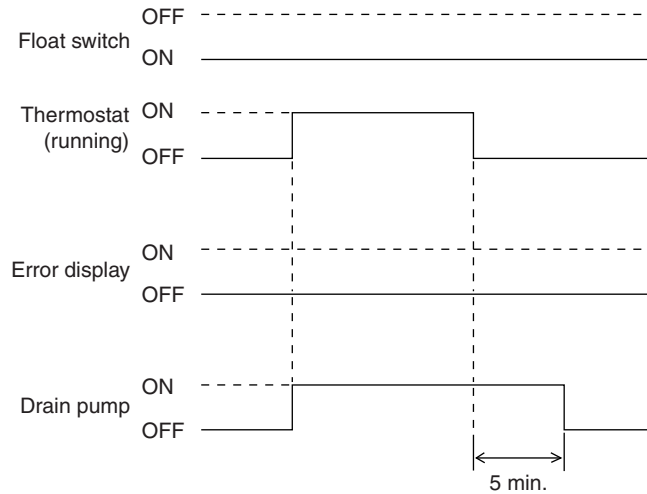 OFF
Float switch
ON
Thermostat ON
(running)
OFF
ON
Error display
OFF
ON
Drain pump
OFF
5 min.